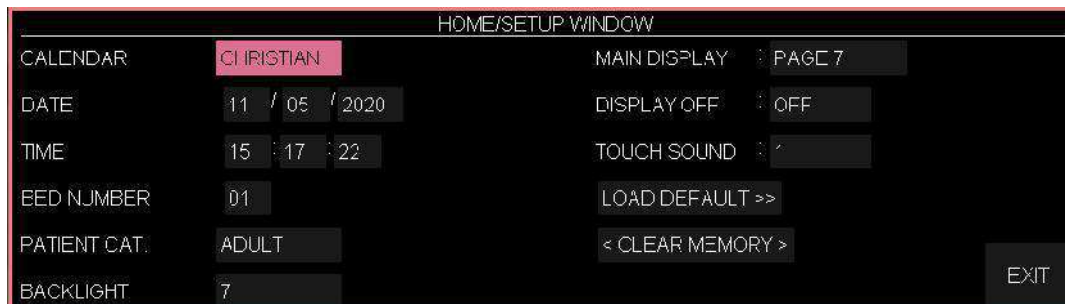 HOME/SETUP WINDOW
CALENDAR CHRISTIAN MAIN DISPLAY : PAGE 7
DATE 11 / 05 / 2020 DISPLAY OFF : OFF
TIME 15 : 17 : 22 TOUCH SOUND : 1
BED NUMBER 01 LOAD DEFAULT >>
PATIENT CAT. ADULT < CLEAR MEMORY >
BACKLIGHT 7 EXIT